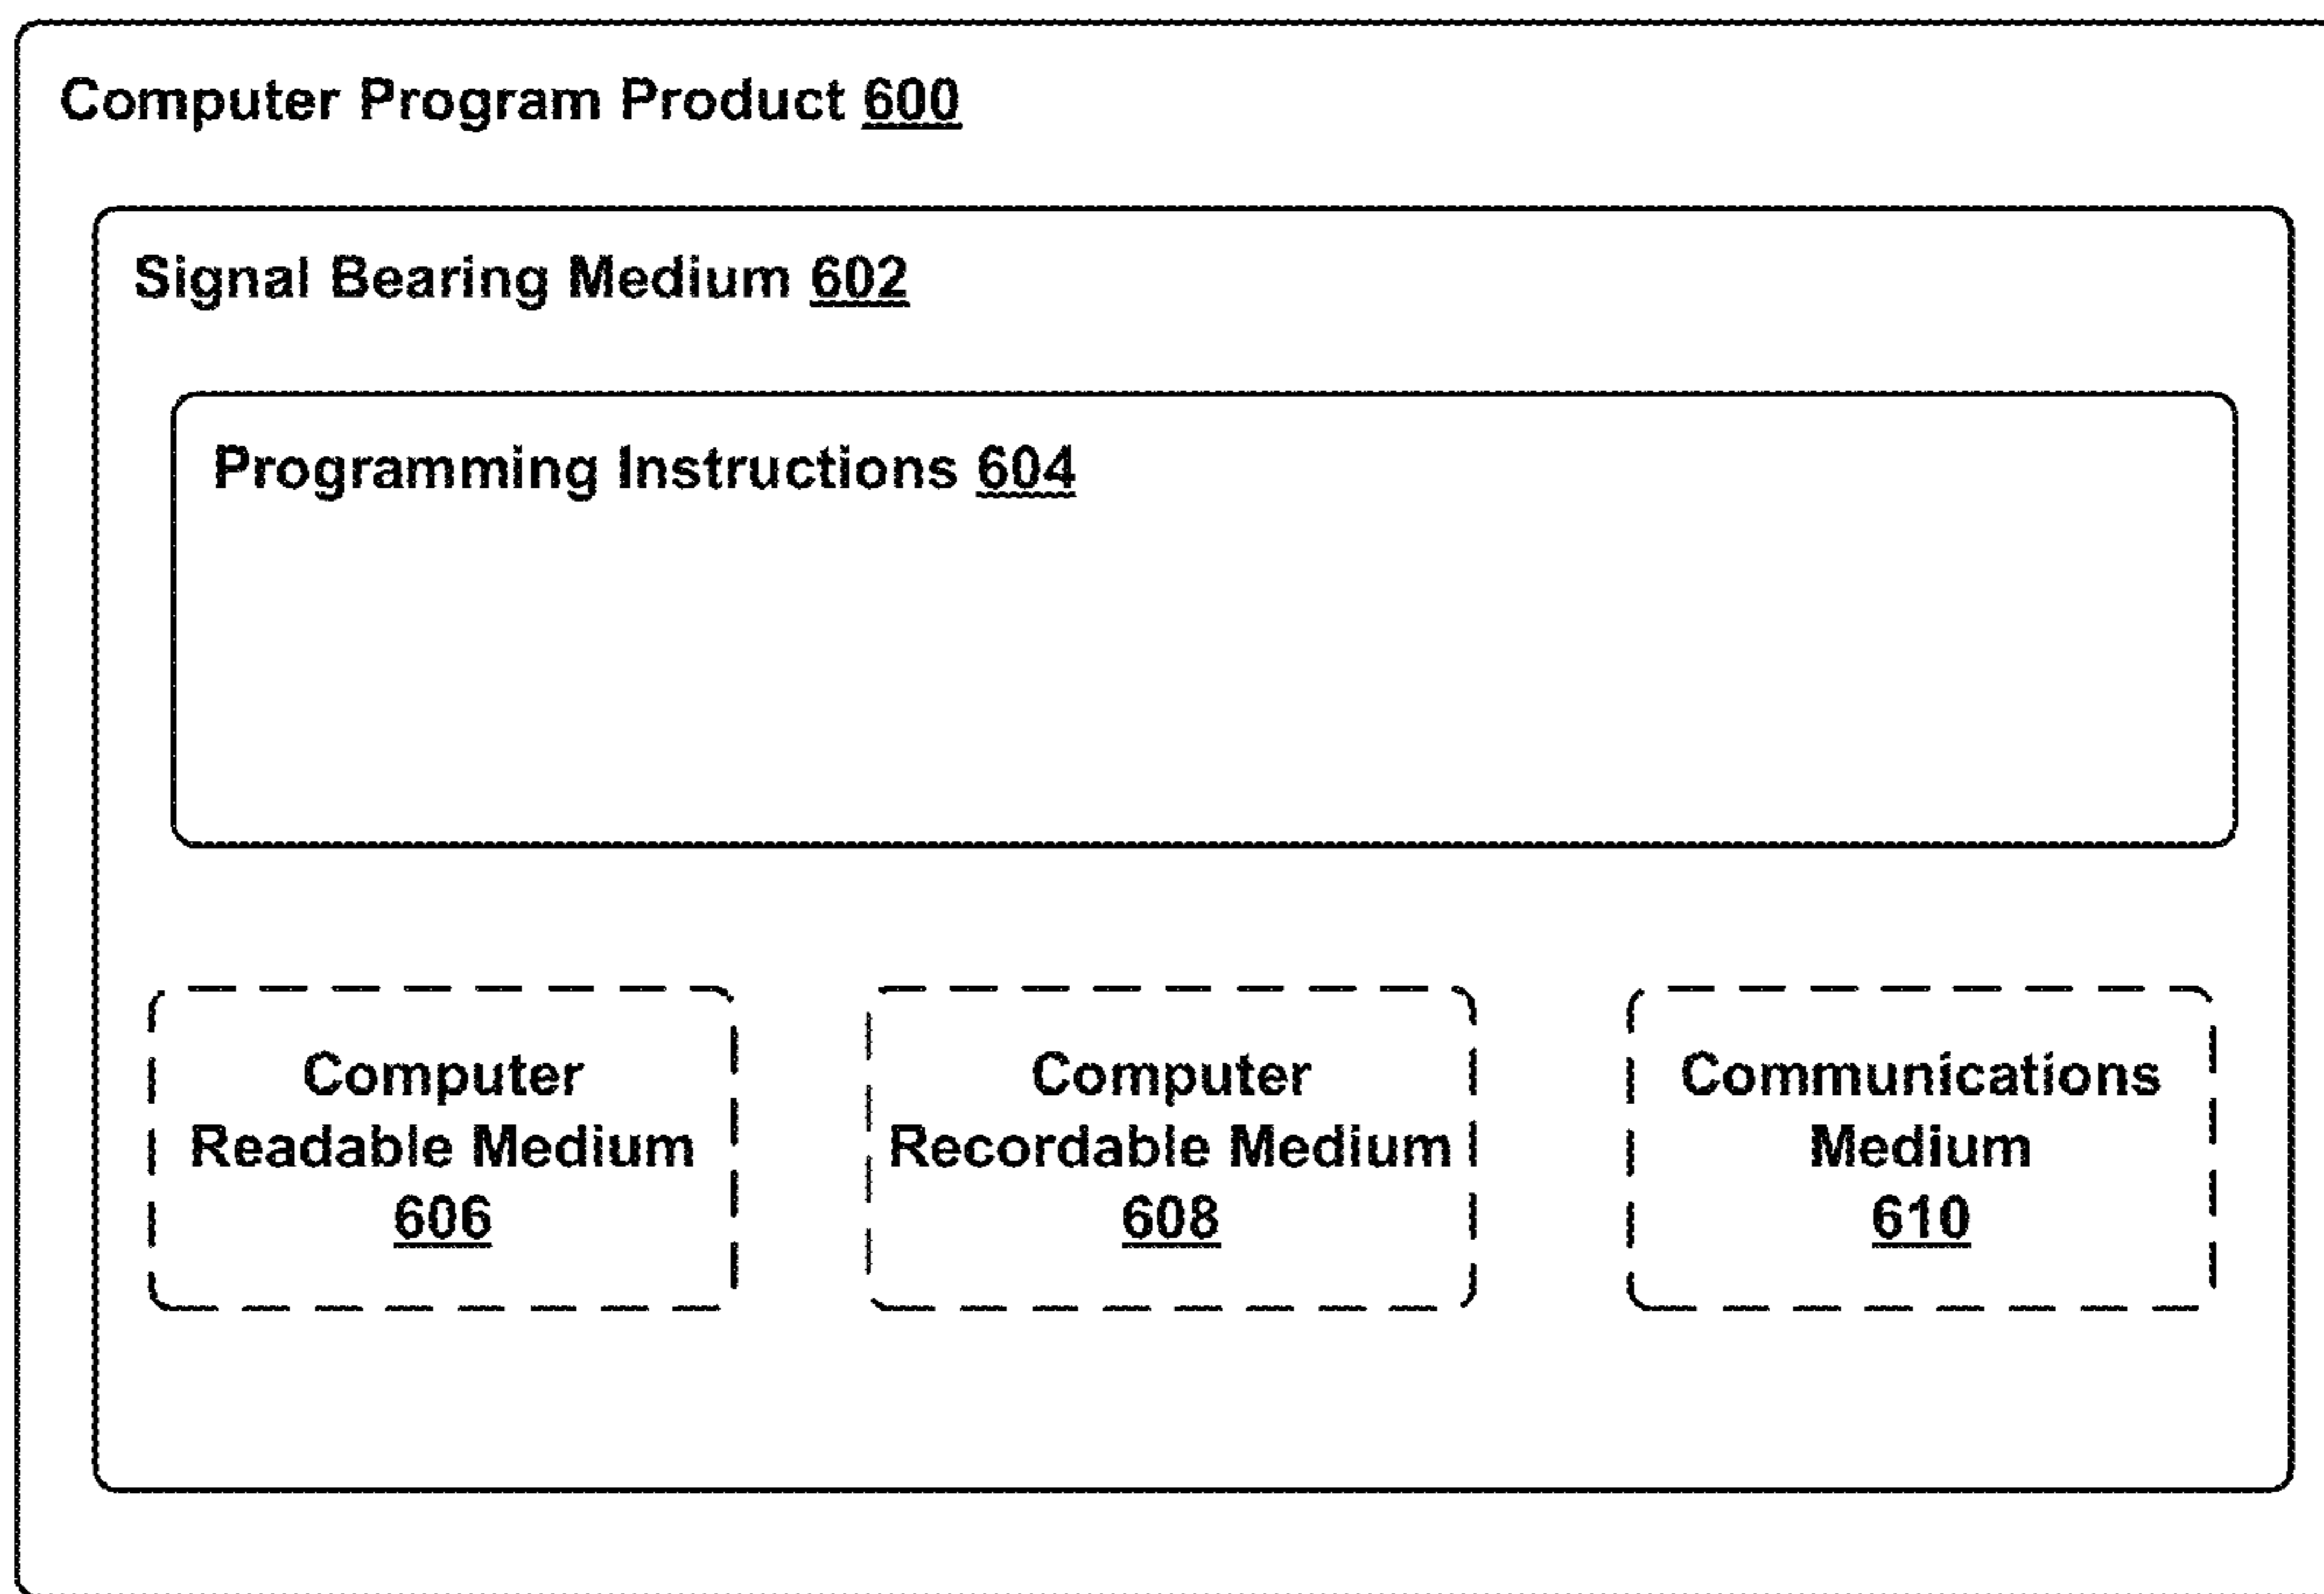 Computer Program Product 600
Signal Bearing Medium 602
Programming Instructions 604
Computer
Readable Medium
606
Computer
Recordable Medium
608
Communications
Medium
610